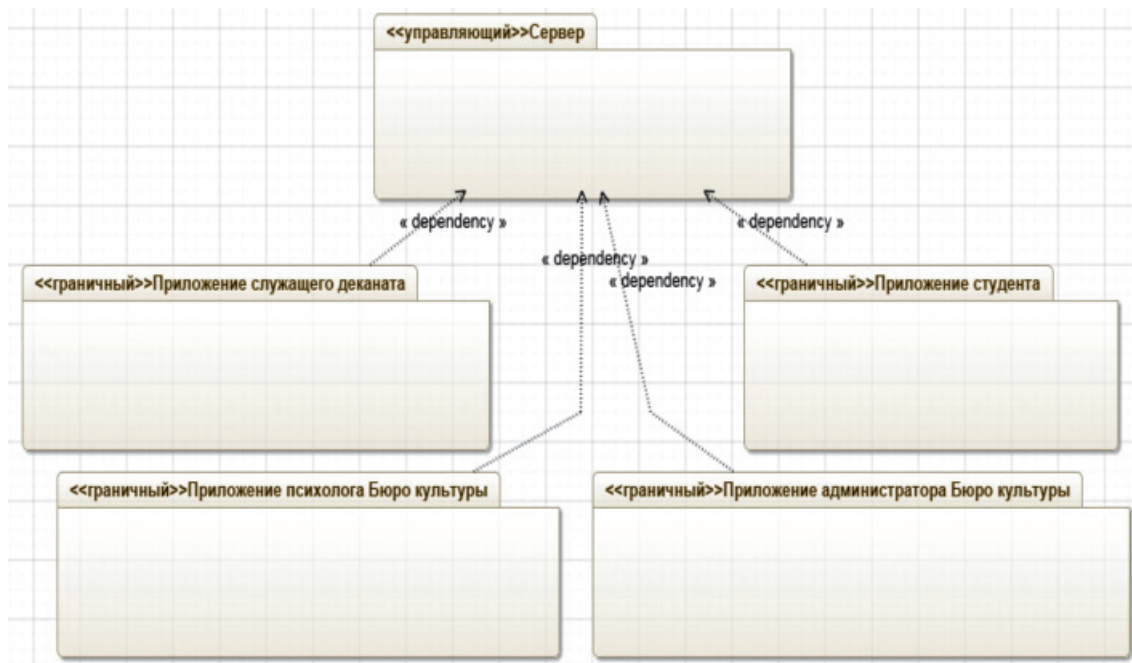 <<управляющий>>Сервер
« dependency »
« dependency »
« dependency »
« dependency »
<<граничный>>Приложение служащего деканата
<<граничный>>Приложение студента
<<граничный>>Приложение психолога Бюро культуры
<<граничный>>Приложение администратора Бюро культуры